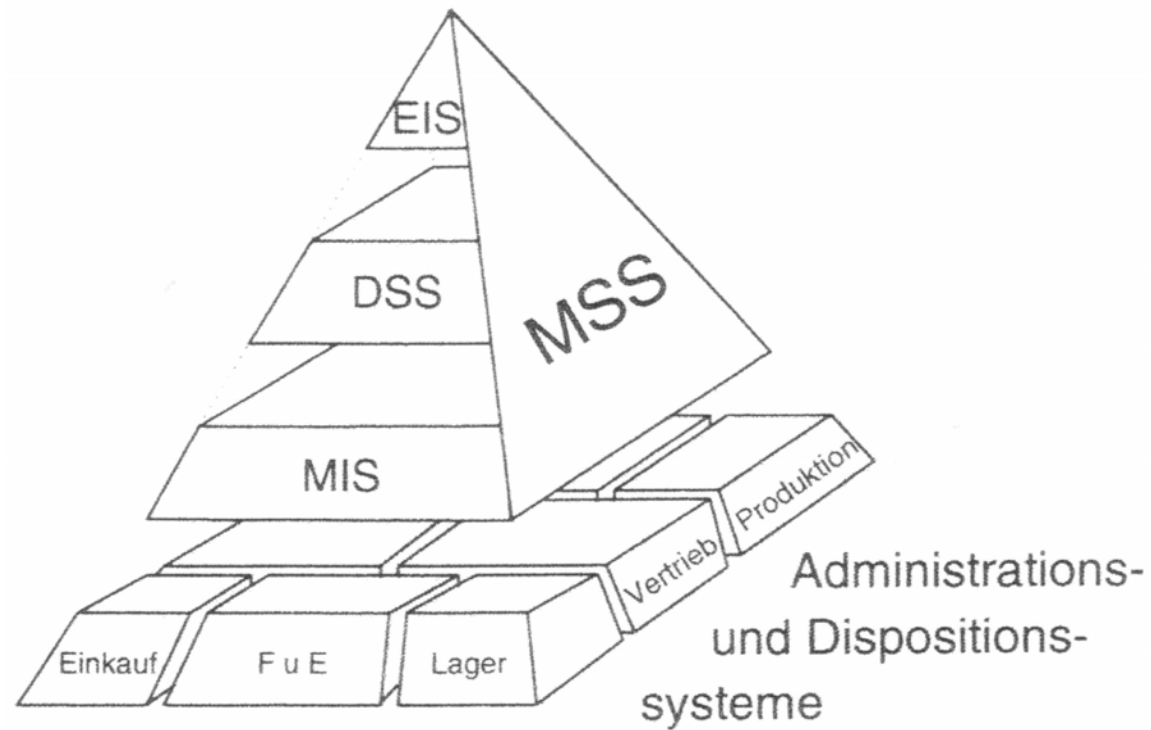 EIS
DSS
MSS
MIS
Produktion
Vertrieb
Einkauf
F u E
Lager
Administrations-
und Dispositions-
systeme